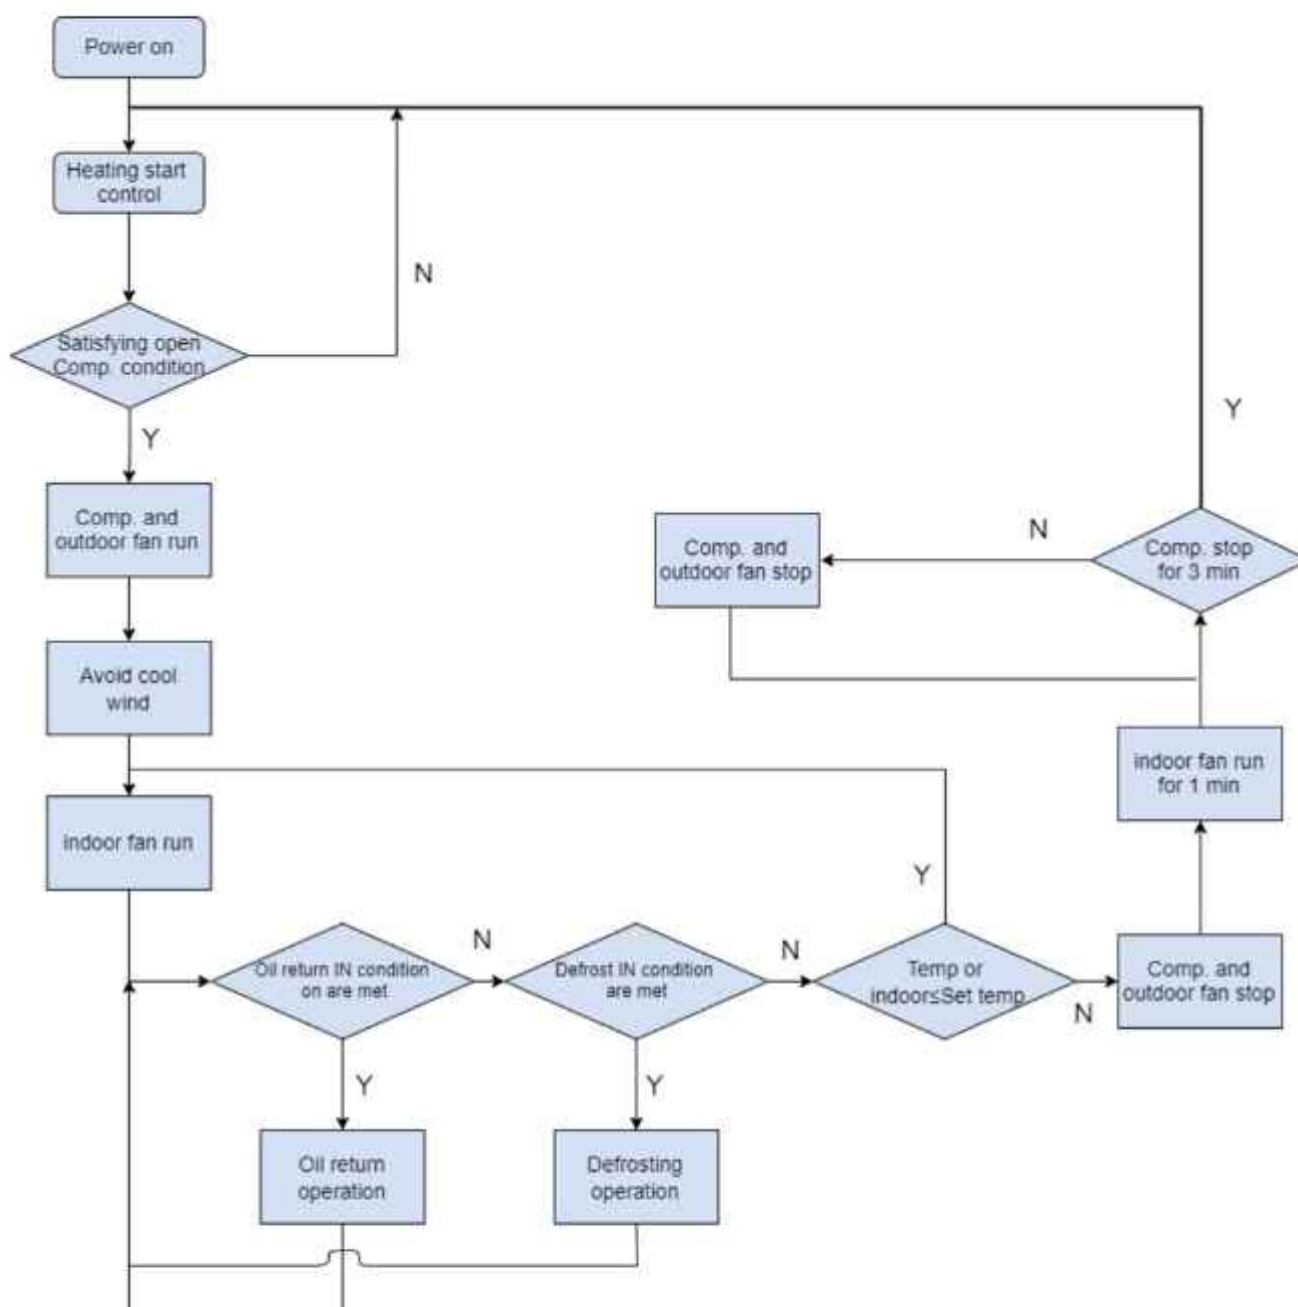 Power on
Heating start
control
N
Satisfying open
Comp. condition
Y
Y
Comp. and
outdoor fan run
Comp. and
outdoor fan stop
N
Comp. stop
for 3 min
Avoid cool
wind
indoor fan run
for 1 min
indoor fan run
Y
Oil return IN condition
on are met
N
Defrost IN condition
are met
N
Temp or
indoor≤Set temp
N
Comp. and
outdoor fan stop
Y
Y
Oil return
operation
Defrosting
operation